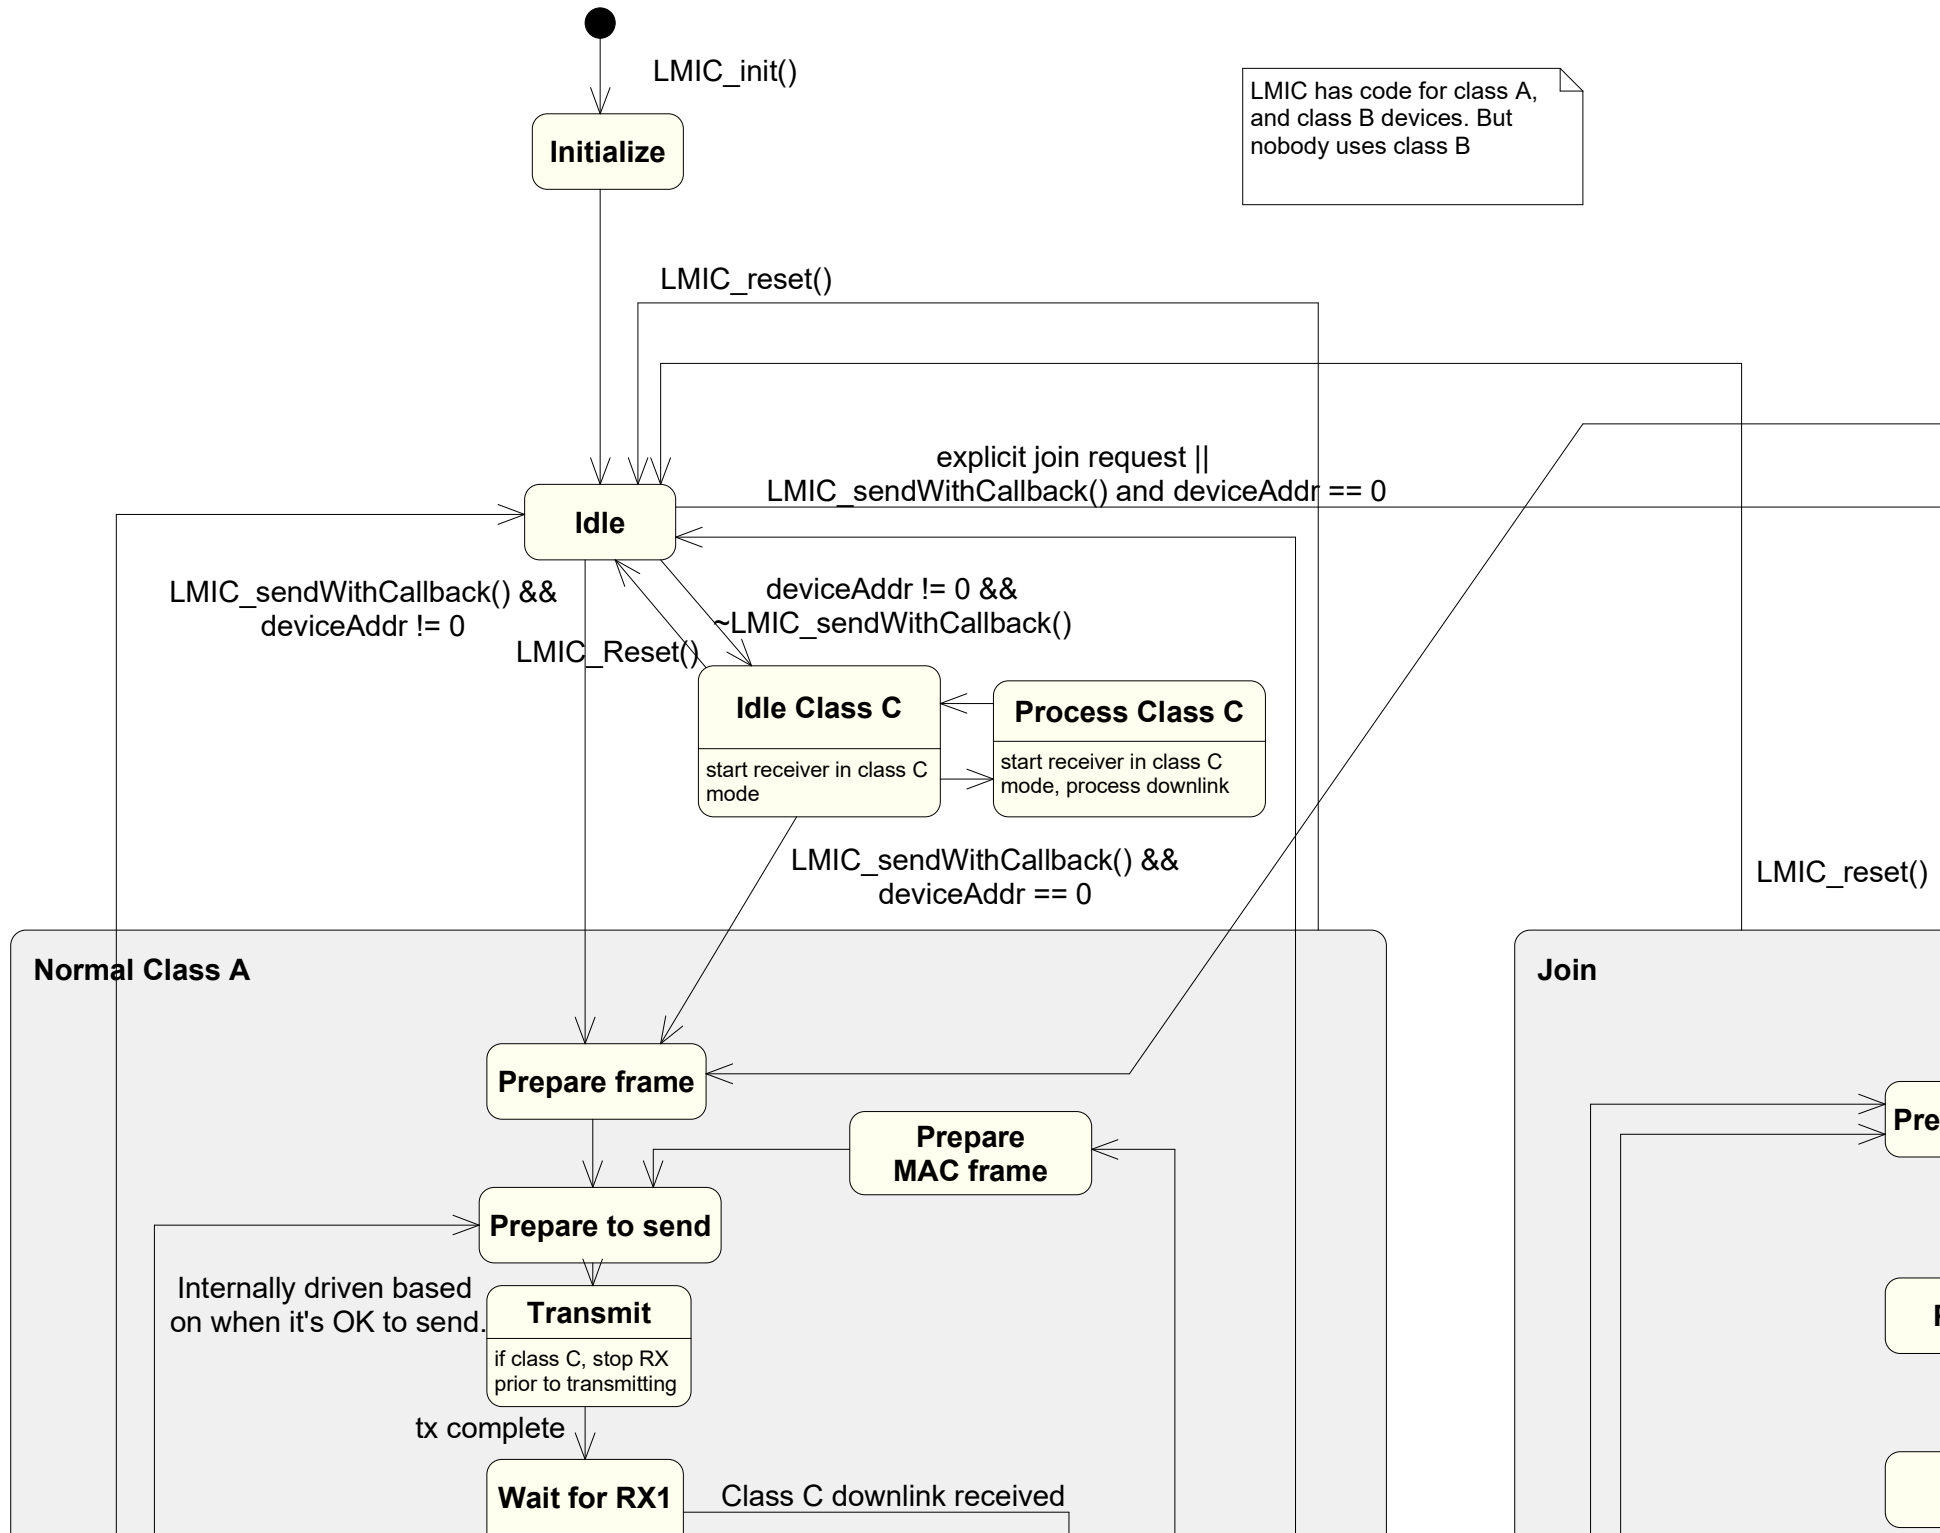 LMIC_init()
LMIC has code for class A,
and class B devices. But
nobody uses class B
Initialize
LMIC_reset()
explicit join request ||
LMIC_sendWithCallback() and deviceAddr == 0
Idle
LMIC_sendWithCallback() &&
deviceAddr != 0
deviceAddr != 0 &&
~LMIC_sendWithCallback()
LMIC_Reset()
Idle Class C
start receiver in class C
mode
Process Class C
start receiver in class C
mode, process downlink
LMIC_sendWithCallback() &&
deviceAddr == 0
LMIC_reset()
Normal Class A
Join
Prepare frame
Prepare
MAC frame
Pre
Prepare to send
Internally driven based
on when it's OK to send.
Transmit
if class C, stop RX
prior to transmitting
tx complete
Wait for RX1
Class C downlink received